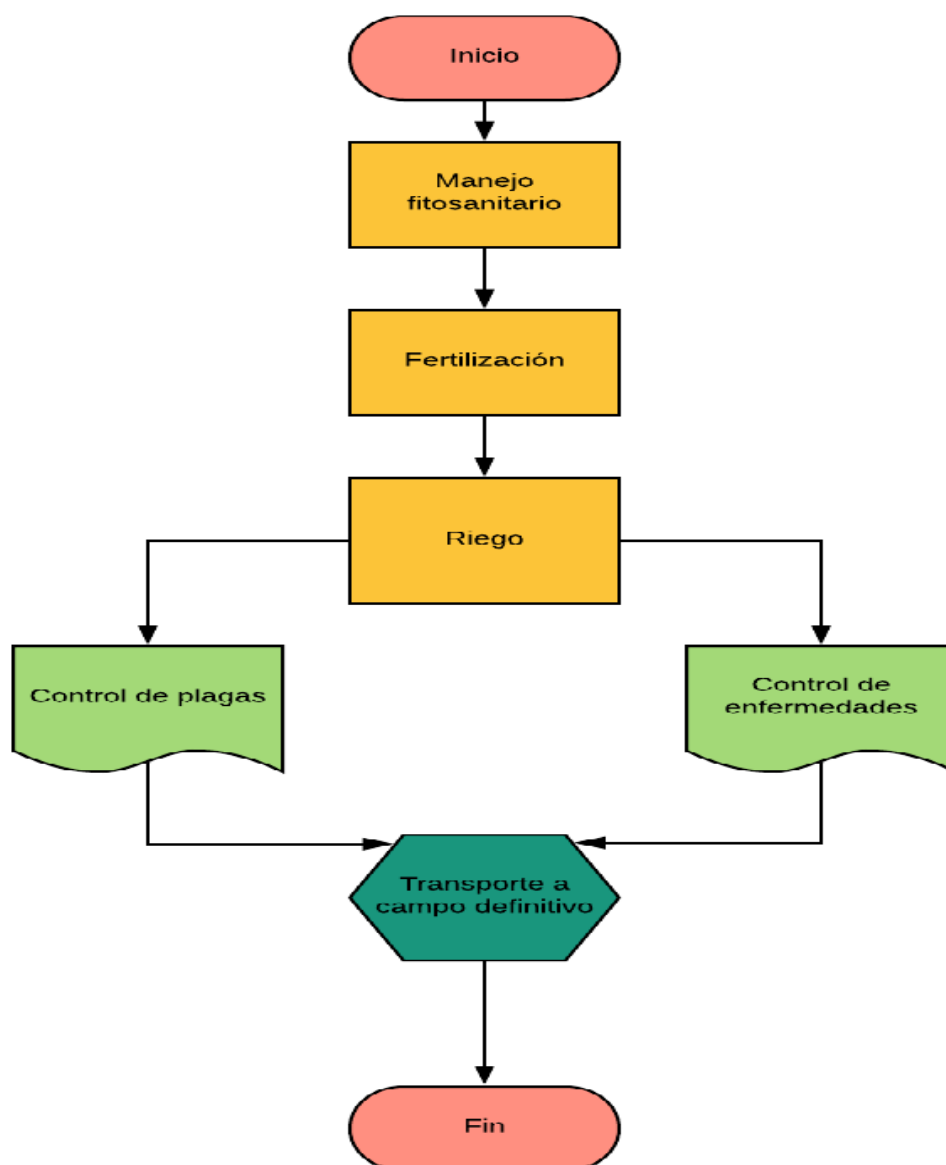 Inicio
Manejo
fitosanitario
Fertilización
Riego
Control de plagas
Control de
enfermedades
Transporte a
campo definitivo
Fin